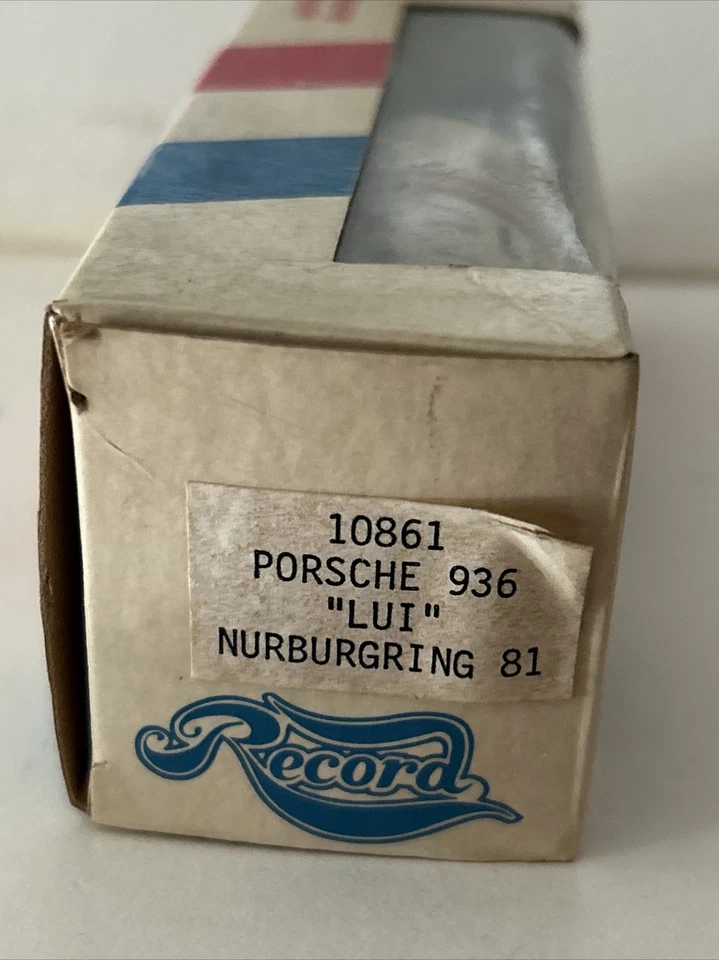 10861
PORSCHE 936
"LUI"
NURBURGRING 81
Record